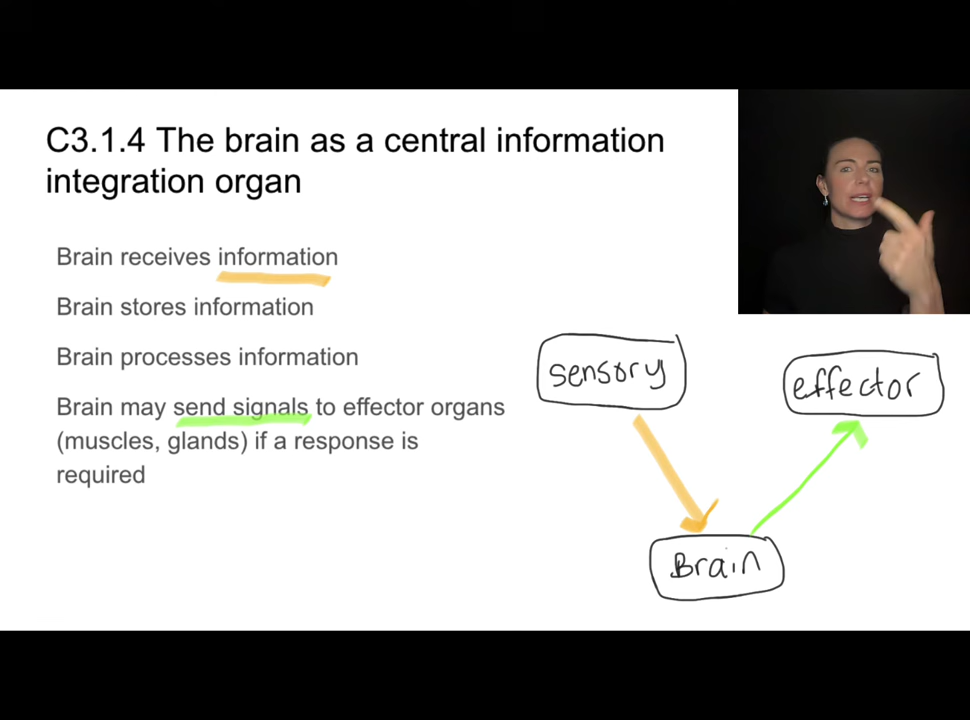 C3.1.4 The brain as a central information
integration organ
Brain receives information
Brain stores information
Brain processes information
Brain may send signals to effector organs
(muscles, glands) if a response is
required
sensory
effector
Brain